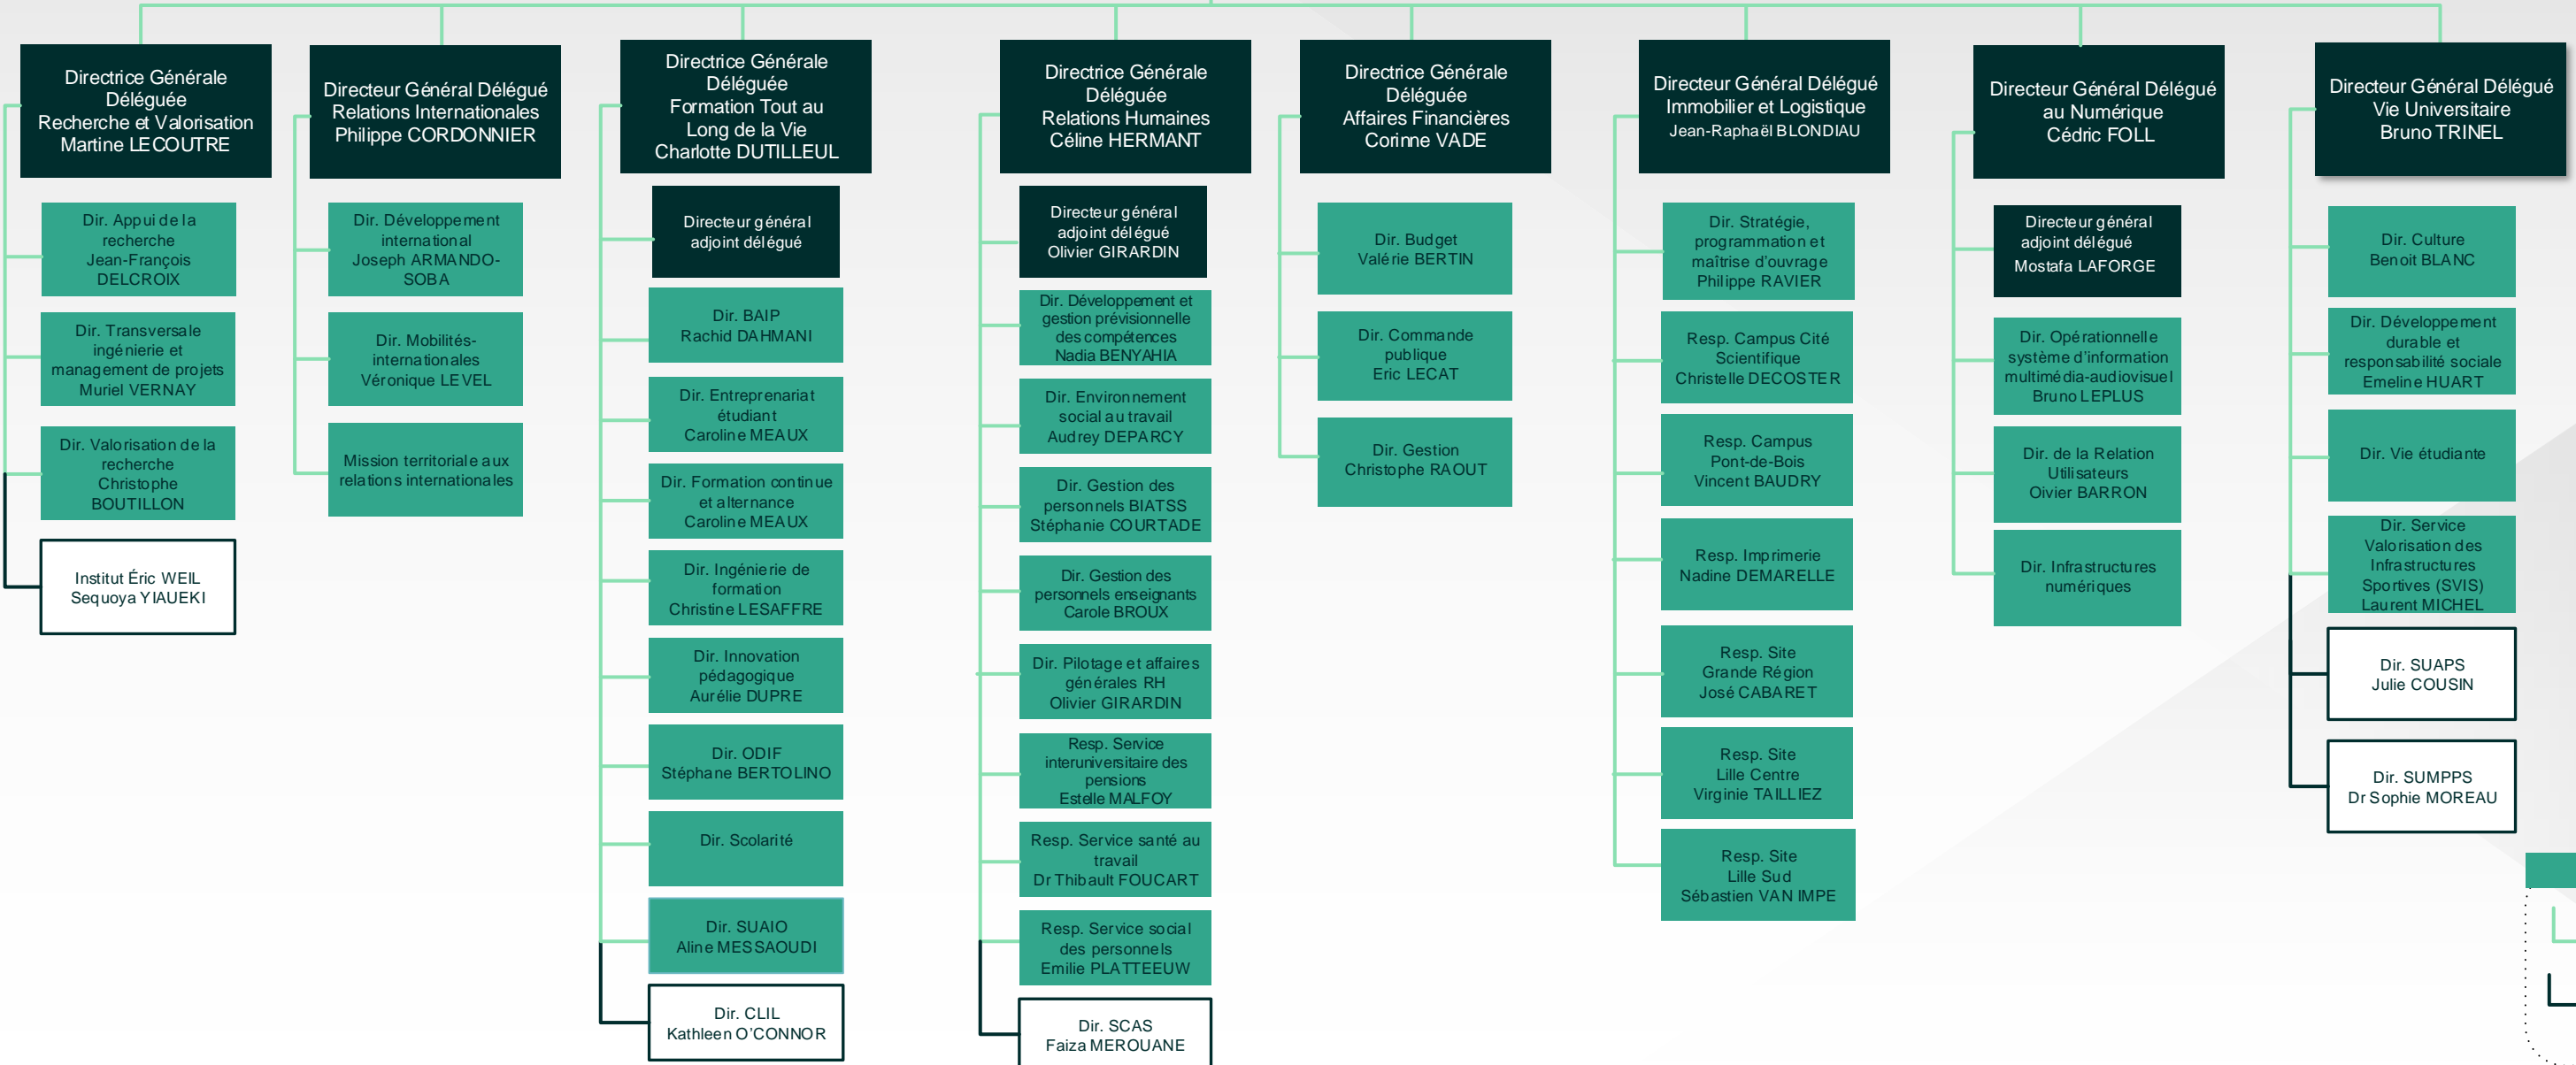 Directrice Générale
Déléguée
Recherche et Valorisation
Martine LECOUTRE
Dir. Appui de la
recherche
Jean-François
DELCROIX
Dir. Transversale
ingénierie et
management de projets
Muriel VERNAY
Dir. Valorisation de la
recherche
Christophe
BOUTILLON
Institut Éric WEIL
Sequoya YIAUEKI
Directeur Général Délégué
Relations Internationales
Philippe CORDONNIER
Dir. Développement
international
Joseph ARMANDO-
SOBA
Dir. Mobilités-
internationales
Véronique LEVEL
Mission territoriale aux
relations internationales
Directrice Générale
Déléguée
Formation Tout au
Long de la Vie
Charlotte DUTILLEUL
Directeur général
adjoint délégué
Dir. BAIP
Rachid DAHMANI
Dir. Entreprenariat
étudiant
Caroline MEAUX
Dir. Formation continue
et alternance
Caroline MEAUX
Dir. Ingénierie de
formation
Christine LESAFFRE
Dir. Innovation
pédagogique
Aurélie DUPRE
Dir. ODIF
Stéphane BERTOLINO
Dir. Scolarité
Dir. SUAIO
Aline MESSAOUDI
Dir. CLIL
Kathleen O’CONNOR
Directrice Générale
Déléguée
Relations Humaines
Céline HERMANT
Directeur général
adjoint délégué
Olivier GIRARDIN
Dir. Développement et
gestion prévisionnelle
des compétences
Nadia BENYAHIA
Dir. Environnement
social au travail
Audrey DEPARCY
Dir. Gestion des
personnels BIATSS
Stéphanie COURTADE
Dir. Gestion des
personnels enseignants
Carole BROUX
Dir. Pilotage et affaires
générales RH
Olivier GIRARDIN
Resp. Service
interuniversitaire des
pensions
Estelle MALFOY
Resp. Service santé au
travail
Dr Thibault FOUCART
Resp. Service social
des personnels
Emilie PLATTEEUW
Dir. SCAS
Faiza MEROUANE
Directrice Générale
Déléguée
Affaires Financières
Corinne VADE
Dir. Budget
Valérie BERTIN
Dir. Commande
publique
Eric LECAT
Dir. Gestion
Christophe RAOUT
Directeur Général Délégué
Immobilier et Logistique
Jean-Raphaël BLONDIAU
Dir. Stratégie,
programmation et
maîtrise d’ouvrage
Philippe RAVIER
Resp. Campus Cité
Scientifique
Christelle DECOSTER
Resp. Campus
Pont-de-Bois
Vincent BAUDRY
Resp. Imprimerie
Nadine DEMARELLE
Resp. Site
Grande Région
José CABARET
Resp. Site
Lille Centre
Virginie TAILLIEZ
Resp. Site
Lille Sud
Sébastien VAN IMPE
Directeur Général Délégué
au Numérique
Cédric FOLL
Directeur général
adjoint délégué
Mostafa LAFORGE
Dir. Opérationnelle
système d’information
multimédia-audiovisuel
Bruno LEPLUS
Dir. de la Relation
Utilisateurs
Oivier BARRON
Dir. Infrastructures
numériques
Directeur Général Délégué
Vie Universitaire
Bruno TRINEL
Dir. Culture
Benoit BLANC
Dir. Développement
durable et
responsabilité sociale
Emeline HUART
Dir. Vie étudiante
Dir. Service
Valorisation des
Infrastructures
Sportives (SVIS)
Laurent MICHEL
Dir. SUAPS
Julie COUSIN
Dir. SUMPPS
Dr Sophie MOREAU